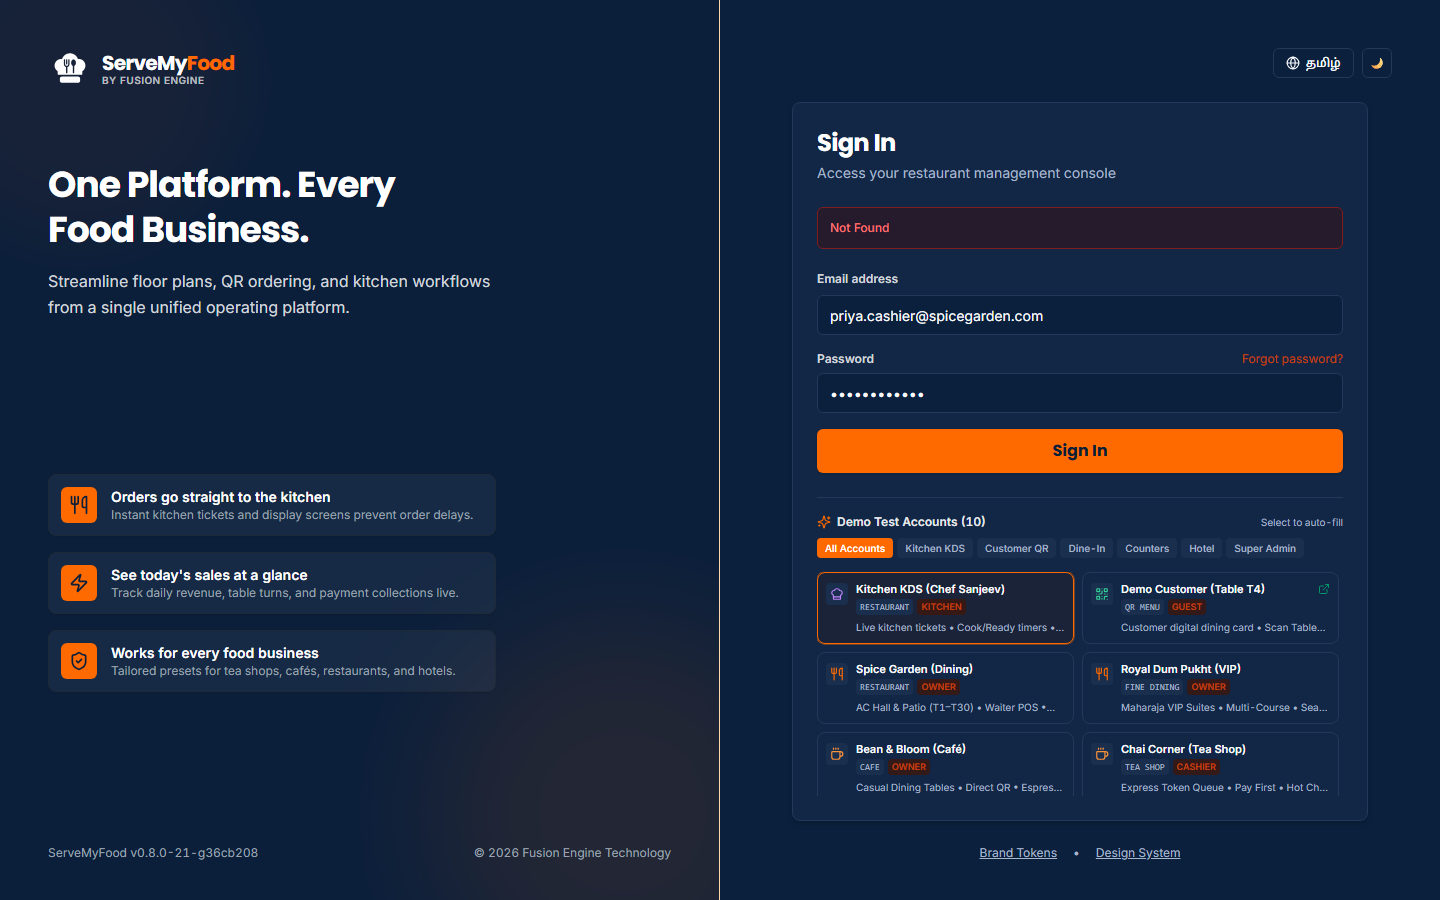 ServeMyFood
BY FUSION ENGINE
One Platform. Every
Food Business.
Streamline floor plans, QR ordering, and kitchen workflows
from a single unified operating platform.
Orders go straight to the kitchen
Instant kitchen tickets and display screens prevent order delays.
See today's sales at a glance
Track daily revenue, table turns, and payment collections live.
Works for every food business
Tailored presets for tea shops, cafés, restaurants, and hotels.
ServeMyFood v0.8.0-21-g36cb208
© 2026 Fusion Engine Technology
தமிழ்
Sign In
Access your restaurant management console
Not Found
Email address
priya.cashier@spicegarden.com
Password
Forgot password?
Sign In
Demo Test Accounts (10)
Select to auto-fill
All Accounts
Kitchen KDS
Customer QR
Dine-In
Counters
Hotel
Super Admin
Kitchen KDS (Chef Sanjeev)
RESTAURANT KITCHEN
Live kitchen tickets • Cook/Ready timers •...
Demo Customer (Table T4)
QR MENU GUEST
Customer digital dining card • Scan Table...
Spice Garden (Dining)
RESTAURANT OWNER
AC Hall & Patio (T1–T30) • Waiter POS •...
Royal Dum Pukht (VIP)
FINE DINING OWNER
Maharaja VIP Suites • Multi-Course • Sea...
Bean & Bloom (Café)
CAFE OWNER
Casual Dining Tables • Direct QR • Espres...
Chai Corner (Tea Shop)
TEA SHOP CASHIER
Express Token Queue • Pay First • Hot Ch...
Brand Tokens • Design System